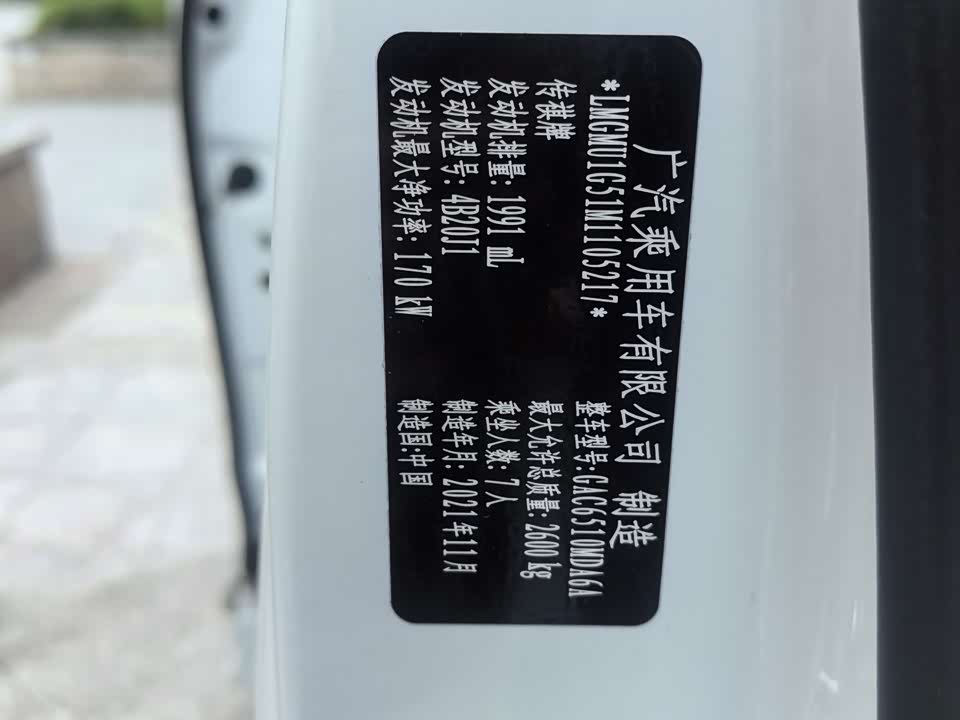 广汽乘用车有限公司 制造
*LMGMU1G51M1105217*
整车型号:GAC6510MDA6A
传祺牌
最大允许总质量:2600 kg
发动机排量:1991 mL
乘坐人数:7人
发动机型号:4B20J1
制造年月:2021年11月
发动机最大净功率:170 kW
制造国:中国